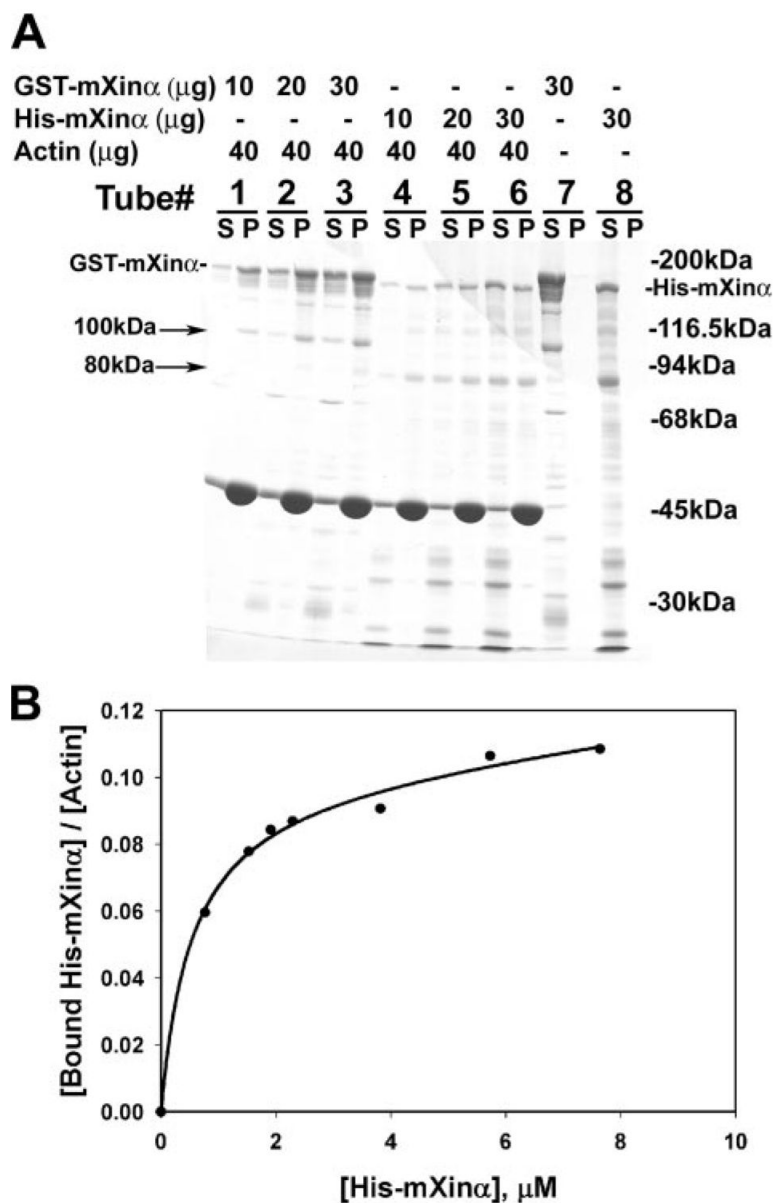 A
GST-mXinα (μg) 10 20 30 - - - 30 -
His-mXinα (μg) - - - 10 20 30 - 30
Actin (μg) 40 40 40 40 40 40 - -
Tube# 1 2 3 4 5 6 7 8
S P S P S P S P S P S P S P S P
GST-mXinα-
-200kDa
-His-mXinα
100kDa
-116.5kDa
80kDa
-94kDa
-68kDa
-45kDa
-30kDa
B
[Bound His-mXinα] / [Actin]
0.12
0.10
0.08
0.06
0.04
0.02
0.00
0 2 4 6 8 10
[His-mXinα], μM